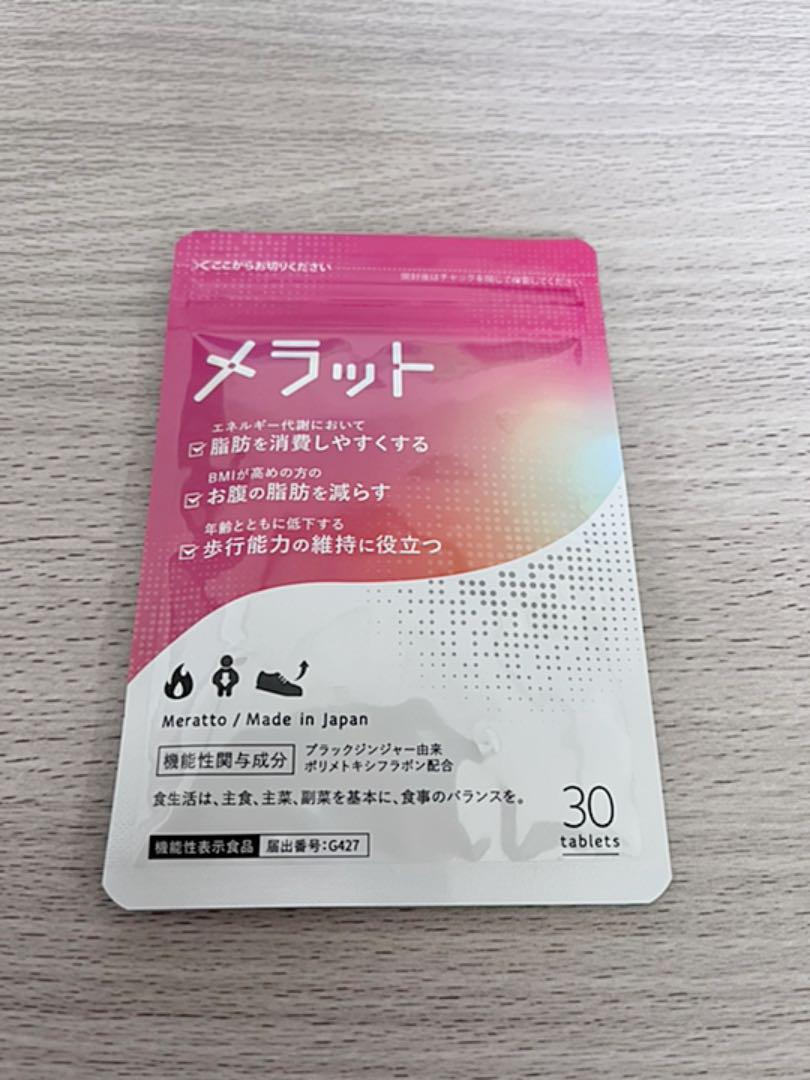 ここからお切りください
開封後はチャックを閉じて保管してください
メラット
エネルギー代謝において
脂肪を消費しやすくする
BMIが高めの方の
お腹の脂肪を減らす
年齢とともに低下する
歩行能力の維持に役立つ
Meratto / Made in Japan
機能性関与成分
ブラックジンジャー由来
ポリメトキシフラボン配合
食生活は、主食、主菜、副菜を基本に、食事のバランスを。
30
tablets
機能性表示食品 届出番号:G427